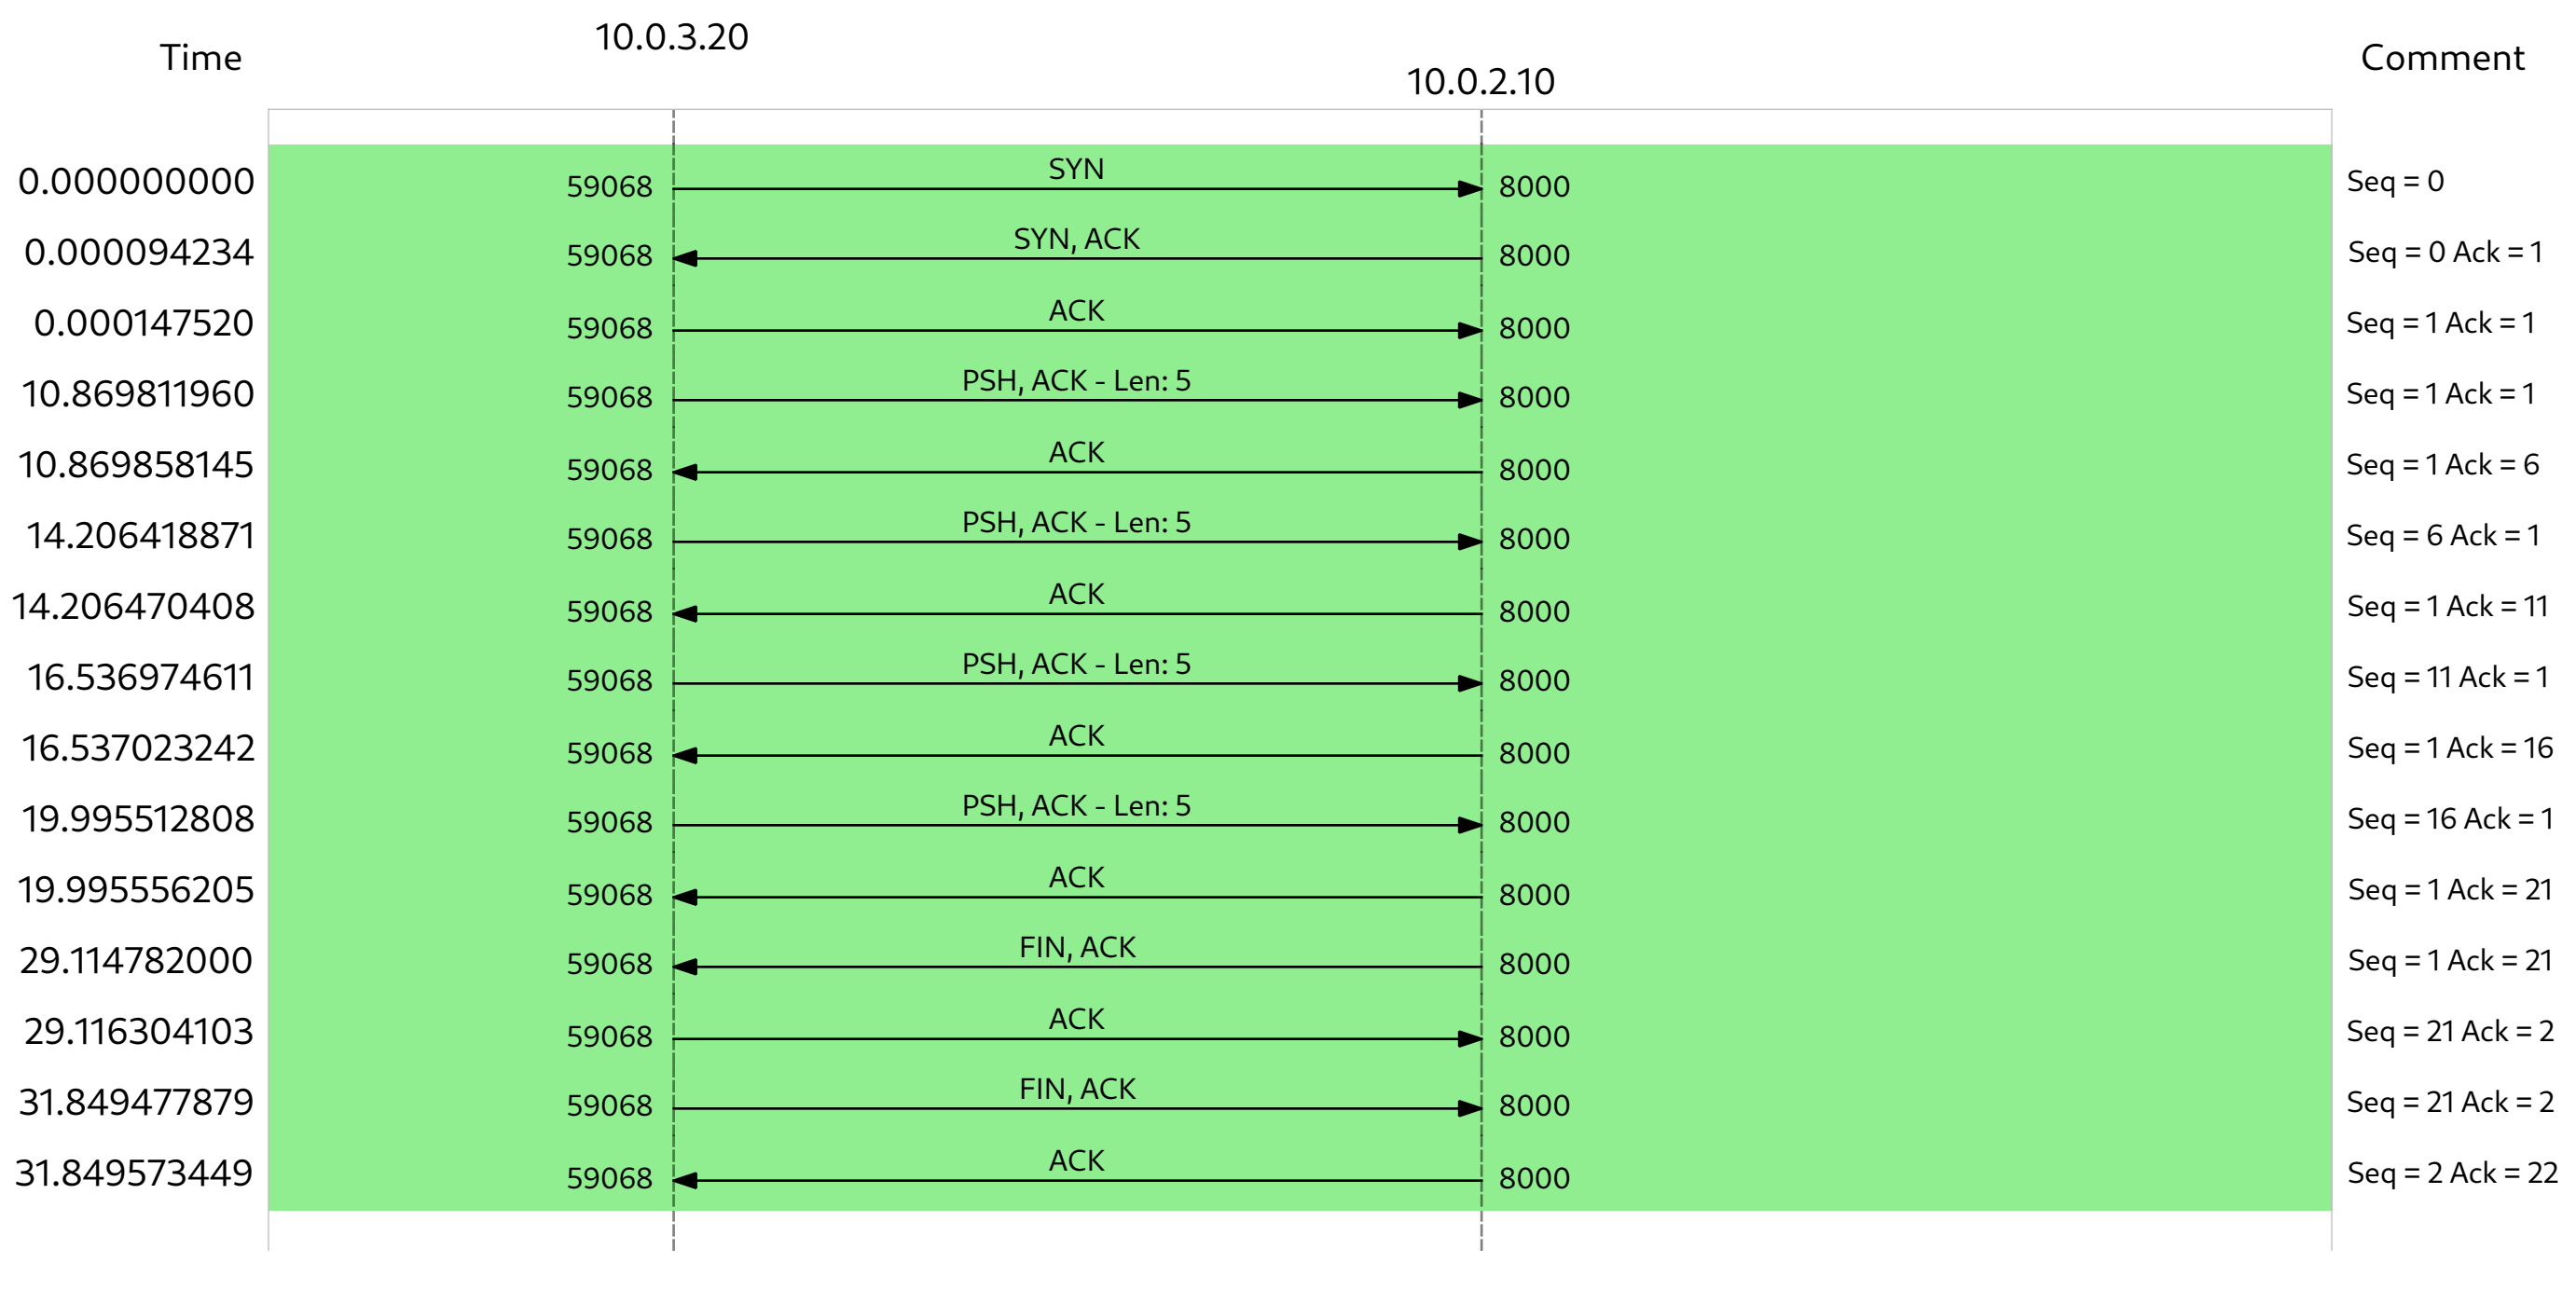 Time 10.0.3.20 10.0.2.10 Comment
0.000000000 59068 SYN 8000 Seq = 0
0.000094234 59068 SYN, ACK 8000 Seq = 0 Ack = 1
0.000147520 59068 ACK 8000 Seq = 1 Ack = 1
10.869811960 59068 PSH, ACK - Len: 5 8000 Seq = 1 Ack = 1
10.869858145 59068 ACK 8000 Seq = 1 Ack = 6
14.206418871 59068 PSH, ACK - Len: 5 8000 Seq = 6 Ack = 1
14.206470408 59068 ACK 8000 Seq = 1 Ack = 11
16.536974611 59068 PSH, ACK - Len: 5 8000 Seq = 11 Ack = 1
16.537023242 59068 ACK 8000 Seq = 1 Ack = 16
19.995512808 59068 PSH, ACK - Len: 5 8000 Seq = 16 Ack = 1
19.995556205 59068 ACK 8000 Seq = 1 Ack = 21
29.114782000 59068 FIN, ACK 8000 Seq = 1 Ack = 21
29.116304103 59068 ACK 8000 Seq = 21 Ack = 2
31.849477879 59068 FIN, ACK 8000 Seq = 21 Ack = 2
31.849573449 59068 ACK 8000 Seq = 2 Ack = 22